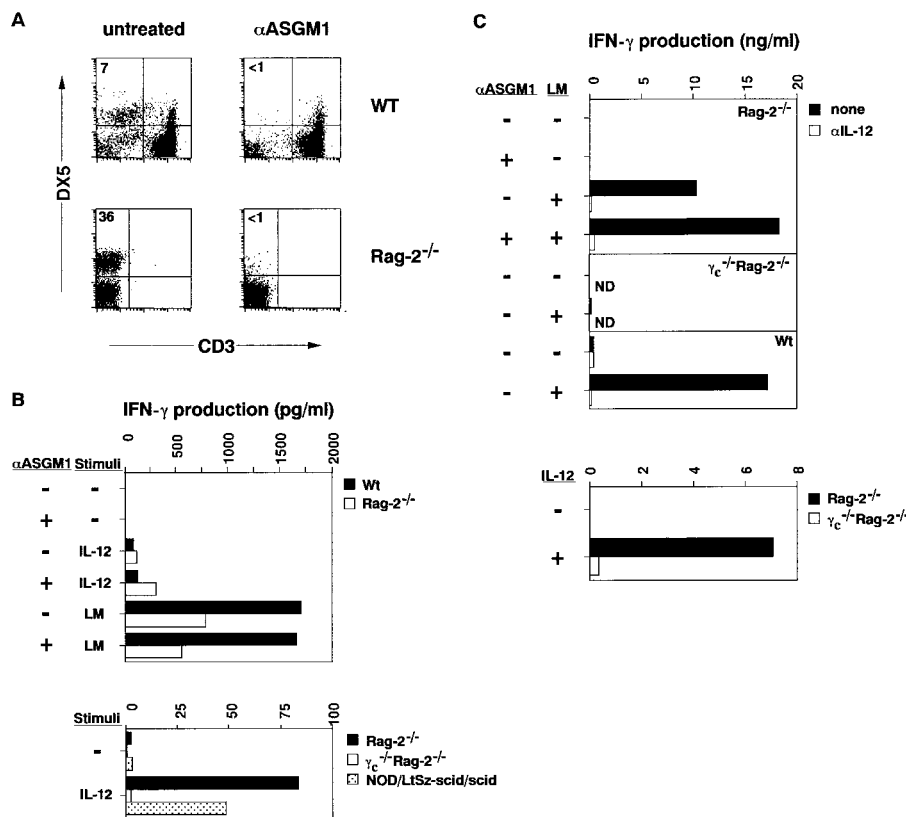 A
untreated
αASGM1
7
<1
WT
DX5
36
<1
Rag-2-/-
CD3
B
IFN-γ production (pg/ml)
0
500
1000
1500
2000
αASGM1 Stimuli
Wt
Rag-2-/-
- -
+ -
- IL-12
+ IL-12
- LM
+ LM
0
25
50
75
100
Stimuli
Rag-2-/-
γc-/-Rag-2-/-
NOD/LtSz-scid/scid
-
IL-12
C
IFN-γ production (ng/ml)
0
5
10
15
20
αASGM1 LM
none
αIL-12
Rag-2-/-
- -
+ -
- +
+ +
γc-/-Rag-2-/-
- - ND
- + ND
Wt
- -
- +
0
2
4
6
8
IL-12
Rag-2-/-
γc-/-Rag-2-/-
-
+